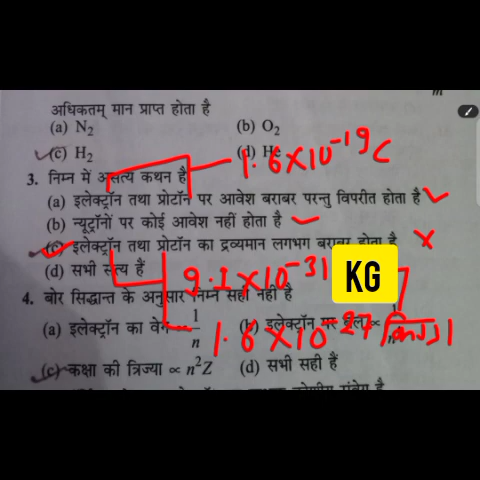 m
अधिकतम् मान प्राप्त होता है
(a) N₂ (b) O₂
(c) H₂ (d) He
1.6×10⁻¹⁹C
3. निम्न में असत्य कथन है
(a) इलेक्ट्रॉन तथा प्रोटॉन पर आवेश बराबर परन्तु विपरीत होता है
(b) न्यूट्रॉनों पर कोई आवेश नहीं होता है
(c) इलेक्ट्रॉन तथा प्रोटॉन का द्रव्यमान लगभग बराबर होता है
(d) सभी सत्य हैं
9.1×10⁻³¹ KG
4. बोर सिद्धान्त के अनुसार निम्न सही नहीं है
(a) इलेक्ट्रॉन का वेग ∝ 1/n (b) इलेक्ट्रॉन पर ∝
1.6×10⁻²⁷ किग्रा
(c) कक्षा की त्रिज्या ∝ n²Z (d) सभी सही हैं